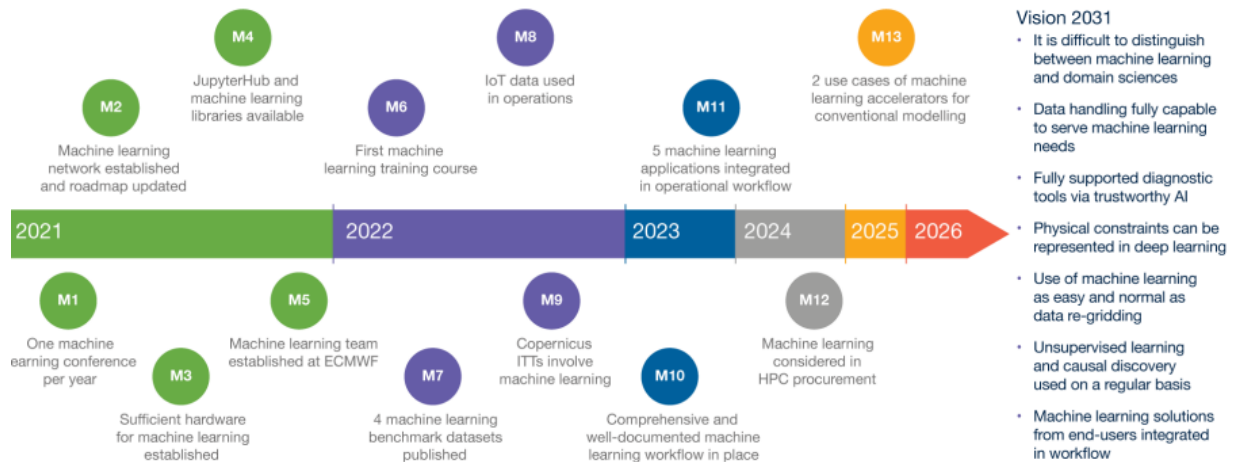 M4
JupyterHub and
machine learning
libraries available
M8
IoT data used
in operations
M13
2 use cases of machine
learning accelerators for
conventional modelling
M2
Machine learning
network established
and roadmap updated
M6
First machine
learning training course
M11
5 machine learning
applications integrated
in operational workflow
2021
2022
2023
2024
2025
2026
M1
One machine
earning conference
per year
M5
Machine learning team
established at ECMWF
M9
Copernicus
ITTs involve
machine learning
M12
Machine learning
considered in
HPC procurement
M3
Sufficient hardware
for machine learning
established
M7
4 machine learning
benchmark datasets
published
M10
Comprehensive and
well-documented machine
learning workflow in place
Vision 2031
• It is difficult to distinguish
between machine learning
and domain sciences
• Data handling fully capable
to serve machine learning
needs
• Fully supported diagnostic
tools via trustworthy AI
• Physical constraints can be
represented in deep learning
• Use of machine learning
as easy and normal as
data re-gridding
• Unsupervised learning
and causal discovery
used on a regular basis
• Machine learning solutions
from end-users integrated
in workflow